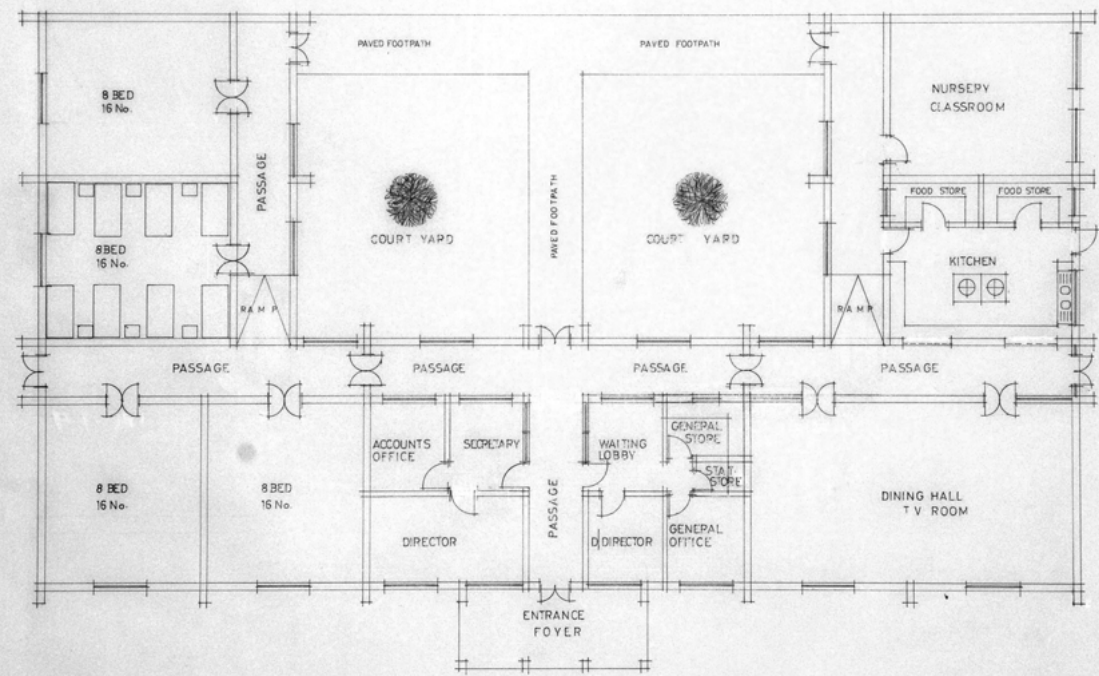 PAVED FOOTPATH
PAVED FOOTPATH
8 BED
16 No.
NURSERY
CLASSROOM
PASSAGE
PAVED FOOTPATH
FOOD STORE
FOOD STORE
COURT YARD
COURT YARD
8 BED
16 No.
KITCHEN
RAMP
RAMP
PASSAGE
PASSAGE
PASSAGE
PASSAGE
ACCOUNTS
OFFICE
SECRETARY
WAITING
LOBBY
GENERAL
STORE
STAT.
STORE
8 BED
16 No.
8 BED
16 No.
PASSAGE
DINING HALL
TV ROOM
DIRECTOR
D/DIRECTOR
GENERAL
OFFICE
ENTRANCE
FOYER